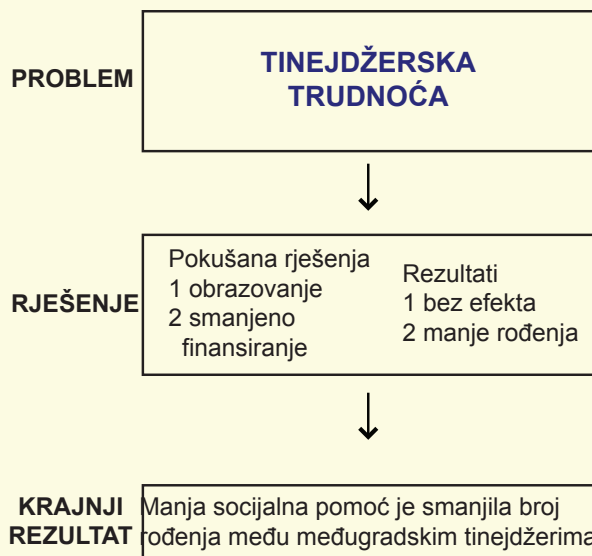 PROBLEM
TINEJDŽERSKA
TRUDNOĆA
RJEŠENJE
Pokušana rješenja
1 obrazovanje
2 smanjeno
finansiranje
Rezultati
1 bez efekta
2 manje rođenja
KRAJNJI
REZULTAT
Manja socijalna pomoć je smanjila broj
rođenja među međugradskim tinejdžerima